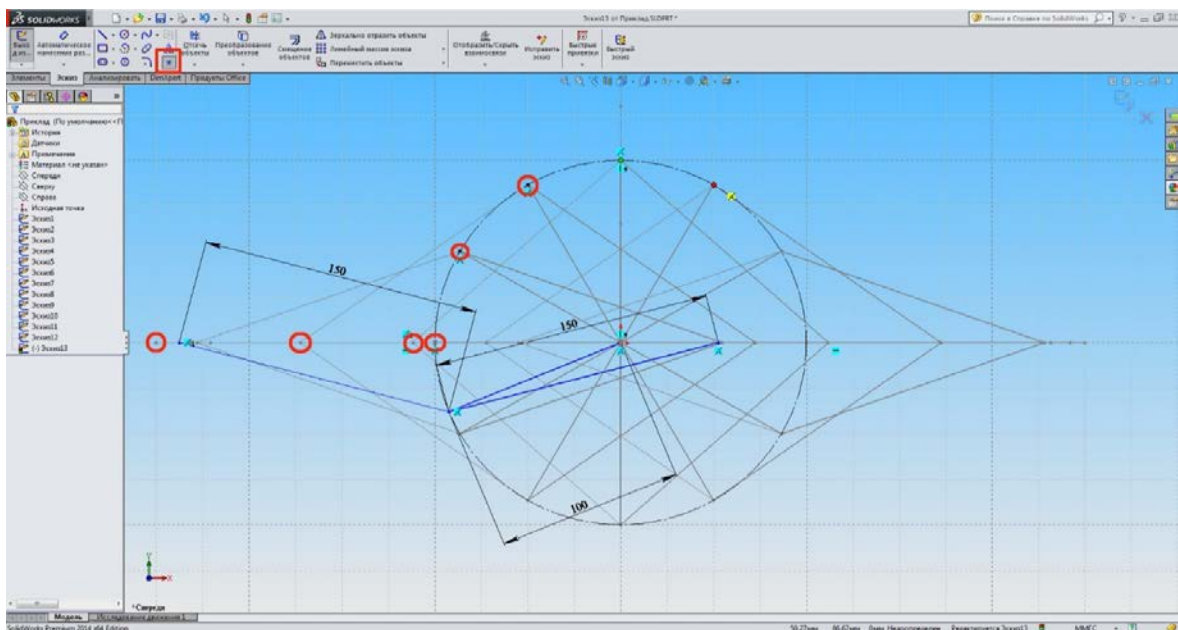 SOLIDWORKS
Эскиз13 от Приклад.SLDPRT *
Поиск в Справке по SolidWorks
Автоматическое
нанесение раз...
Отсечь
объекты
Преобразование
объектов
Смещение
объектов
Зеркально отразить объекты
Линейный массив эскиза
Переместить объекты
Отобразить/Скрыть
взаимосвязи
Исправить
эскиз
Быстрые
привязки
Быстрый
эскиз
Элементы Эскиз Анализировать DimXpert Продукты Office
Приклад (По умолчанию<<П
История
Датчики
Примечания
Материал <не указан>
Спереди
Сверху
Справа
Исходная точка
Эскиз1
Эскиз2
Эскиз3
Эскиз4
Эскиз5
Эскиз6
Эскиз7
Эскиз8
Эскиз9
Эскиз10
Эскиз11
Эскиз12
(-) Эскиз13
150
150
100
Y
X
*Спереди
Модель Исследование движения 1
SolidWorks Premium 2014 x64 Edition
0мм Недоопределен Редактируется Эскиз13 ММГС